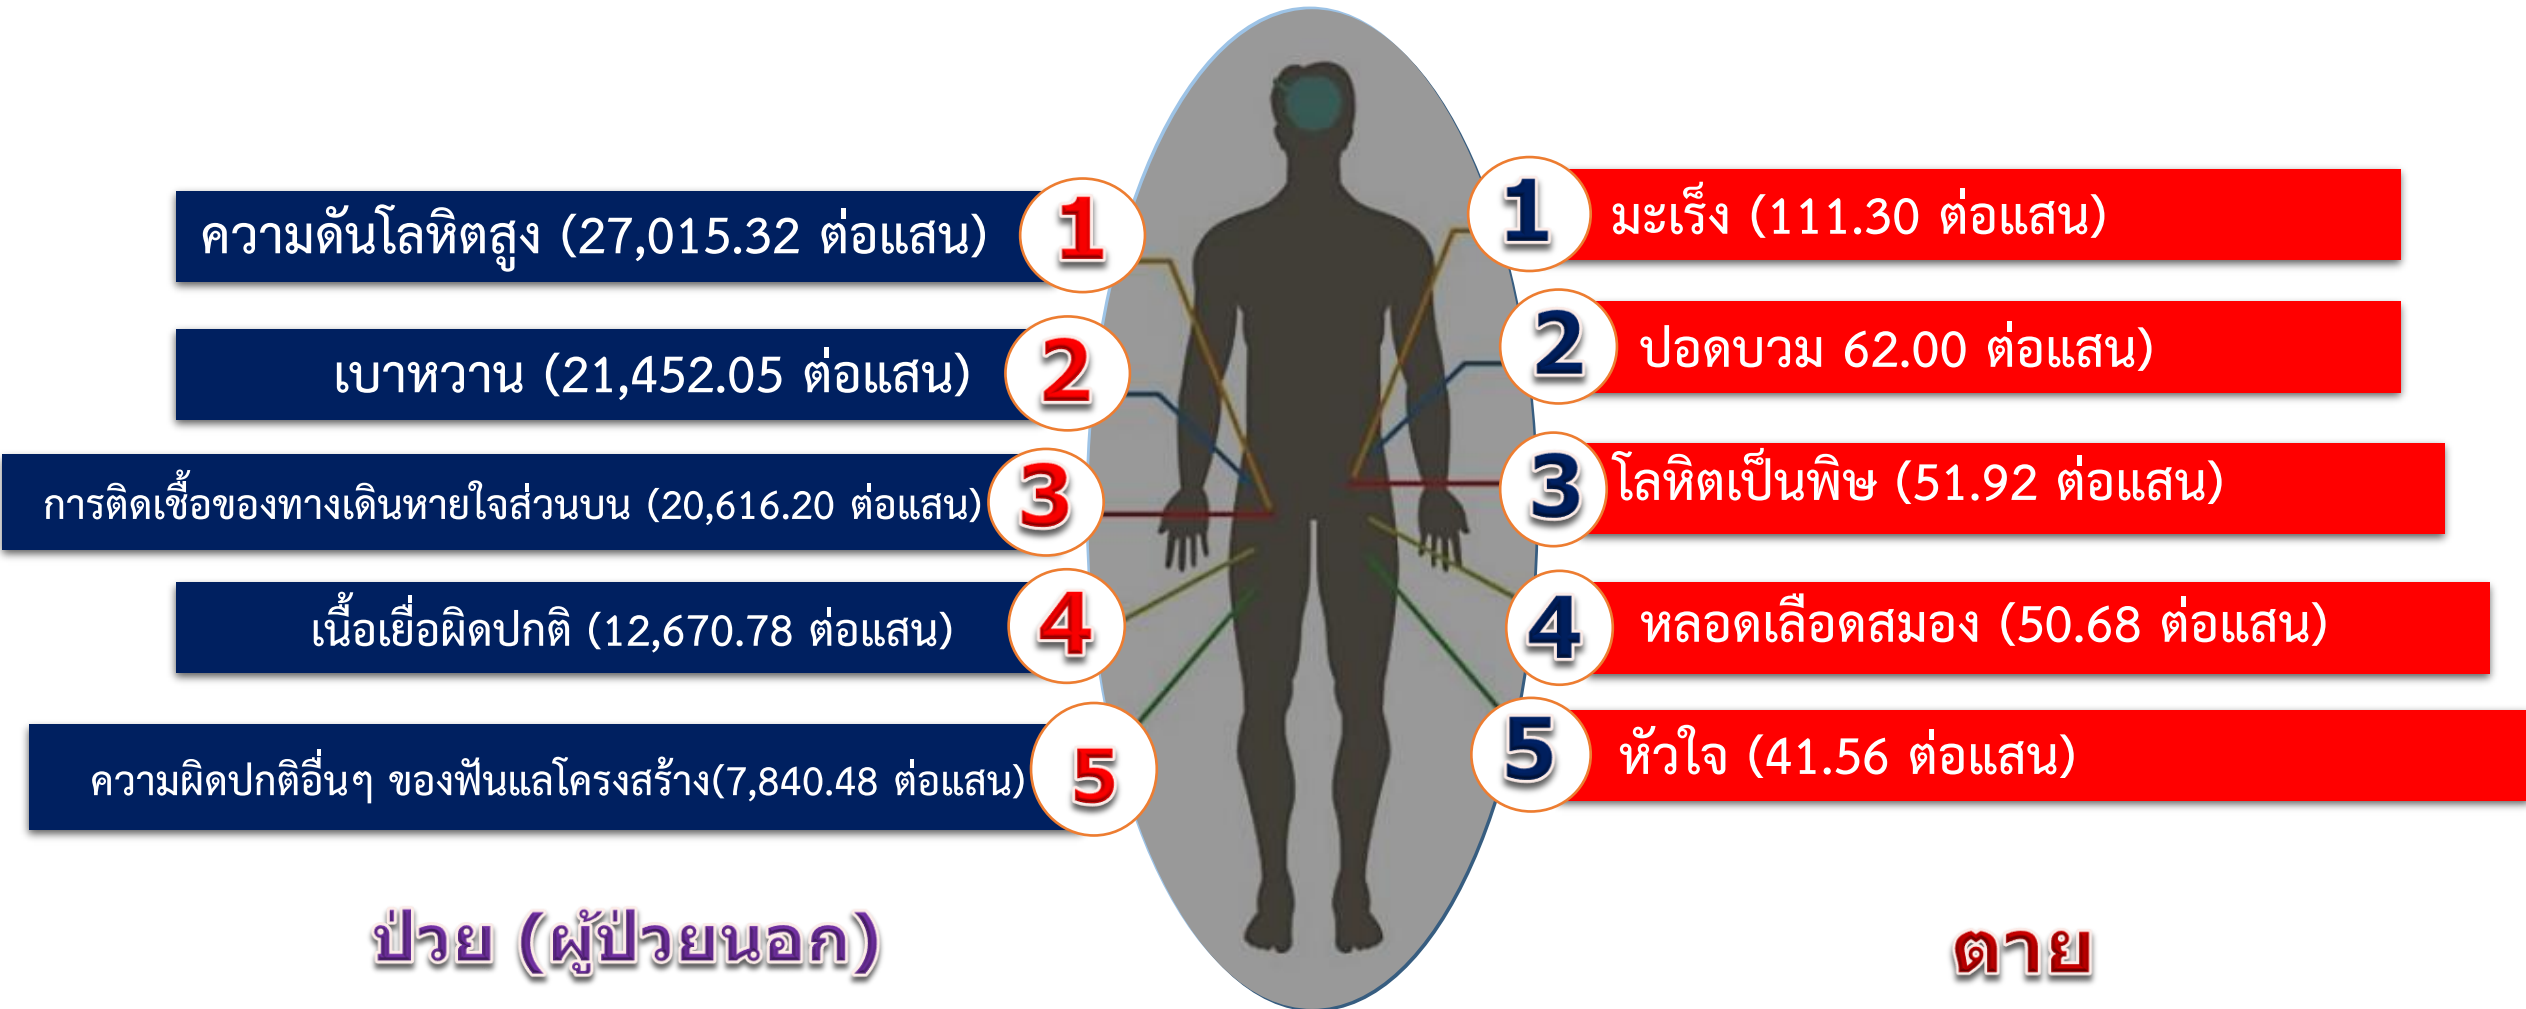 ความดันโลหิตสูง (27,015.32 ต่อแสน) 1
เบาหวาน (21,452.05 ต่อแสน) 2
การติดเชื้อของทางเดินหายใจส่วนบน (20,616.20 ต่อแสน) 3
เนื้อเยื่อผิดปกติ (12,670.78 ต่อแสน) 4
ความผิดปกติอื่นๆ ของฟันแลโครงสร้าง(7,840.48 ต่อแสน) 5
ป่วย (ผู้ป่วยนอก)
1 มะเร็ง (111.30 ต่อแสน)
2 ปอดบวม 62.00 ต่อแสน)
3 โลหิตเป็นพิษ (51.92 ต่อแสน)
4 หลอดเลือดสมอง (50.68 ต่อแสน)
5 หัวใจ (41.56 ต่อแสน)
ตาย